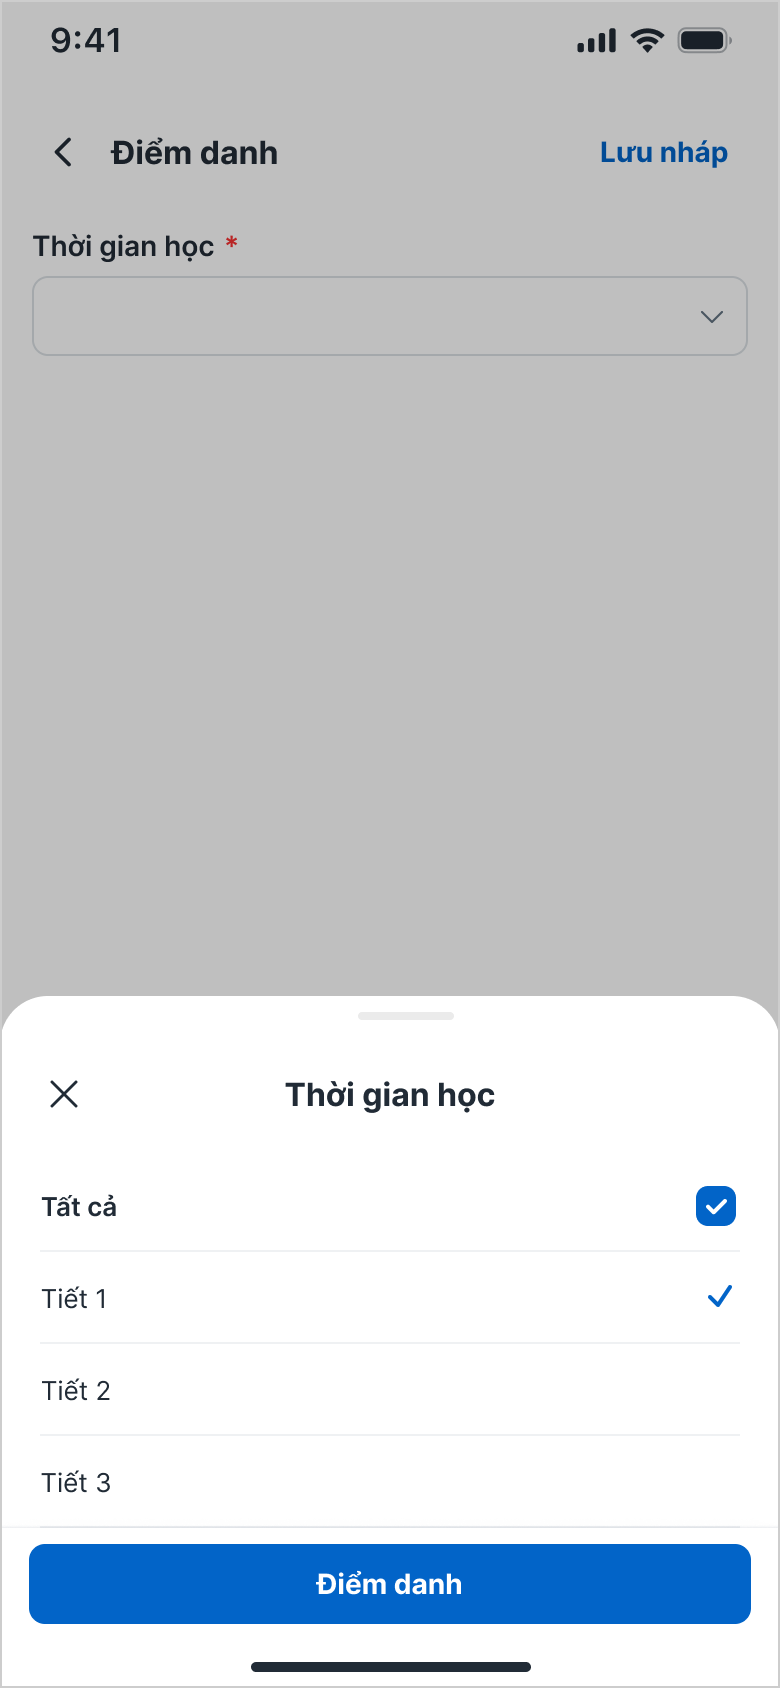 9:41
Điểm danh
Lưu nháp
Thời gian học *
Thời gian học
Tất cả
Tiết 1
Tiết 2
Tiết 3
Điểm danh